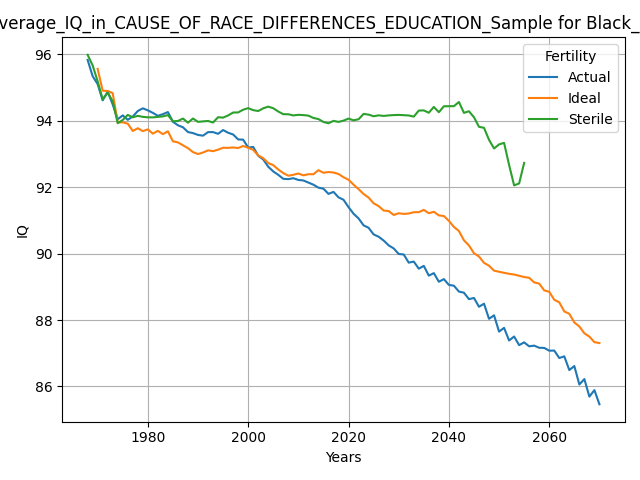 verage_IQ_in_CAUSE_OF_RACE_DIFFERENCES_EDUCATION_Sample for Black_
Fertility
Actual
Ideal
Sterile
96
94
92
90
88
86
IQ
1980
2000
2020
2040
2060
Years